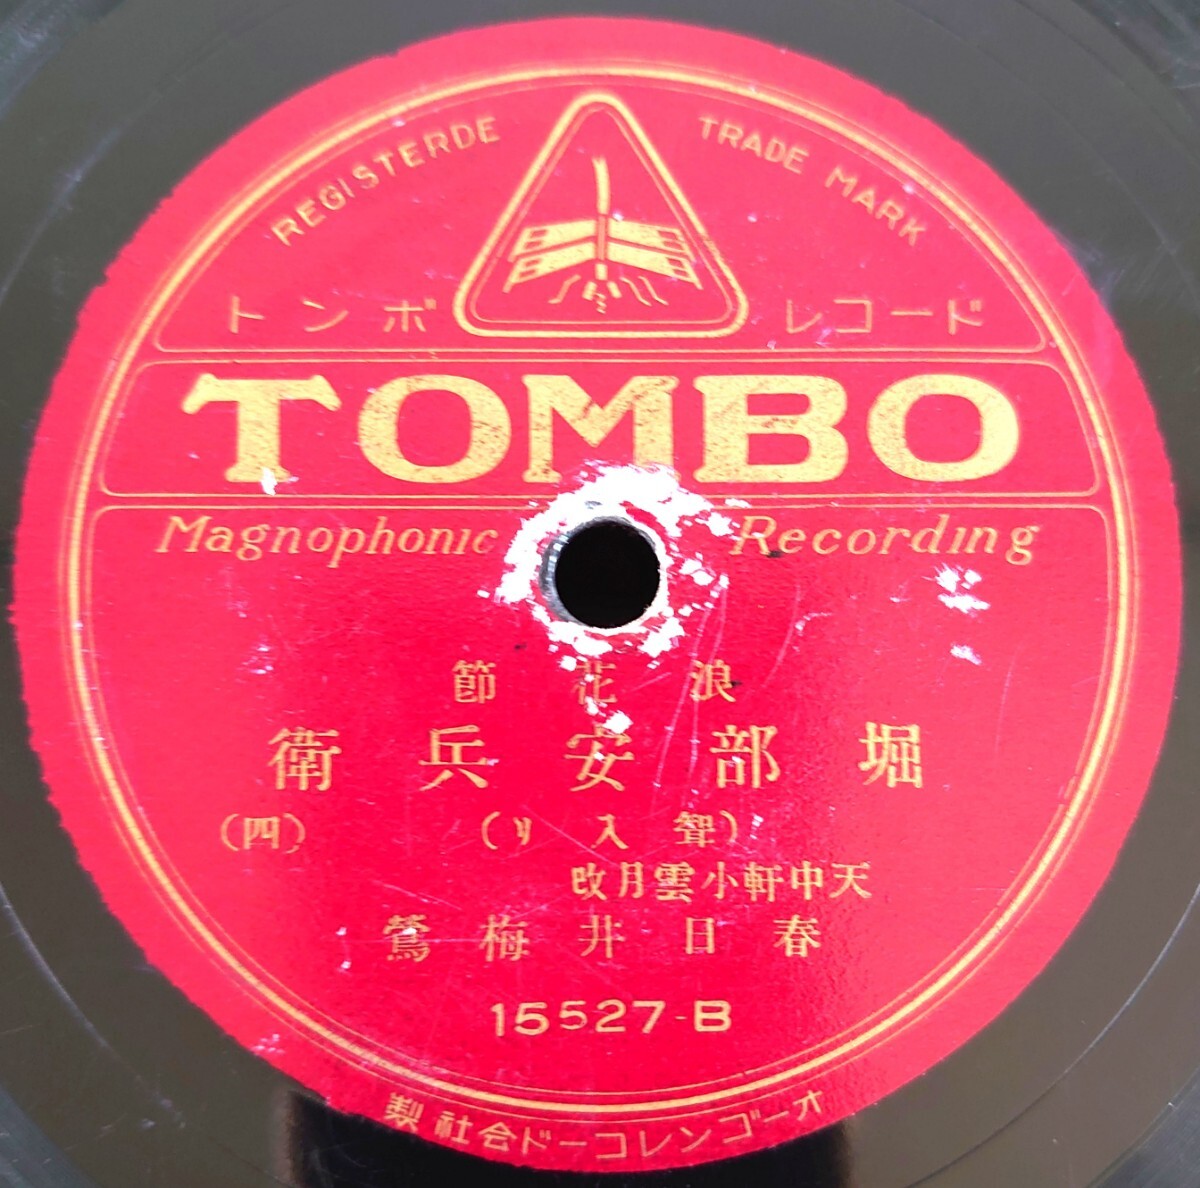 REGISTERDE TRADE MARK
トンボ レコード
TOMBO
Magnophonic Recording
浪花節
堀部安兵衛
(聟入リ) (四)
天中軒小雲月改
春日井梅鶯
15527-B
オーゴンレコード会社製